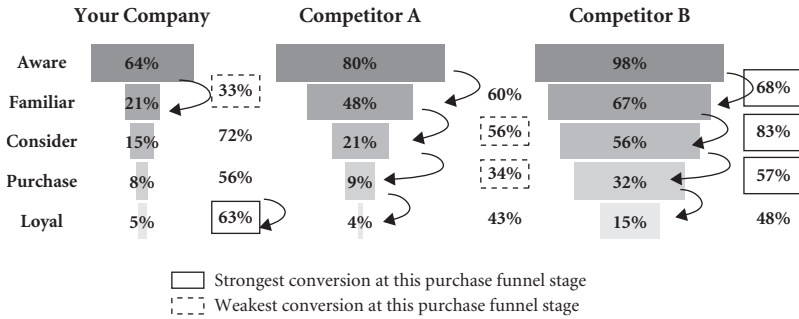 Your Company Competitor A Competitor B
Aware 64% 80% 98%
33% 60% 68%
Familiar 21% 48% 67%
72% 56% 83%
Consider 15% 21% 56%
56% 34% 57%
Purchase 8% 9% 32%
63% 43% 48%
Loyal 5% 4% 15%
Strongest conversion at this purchase funnel stage
Weakest conversion at this purchase funnel stage